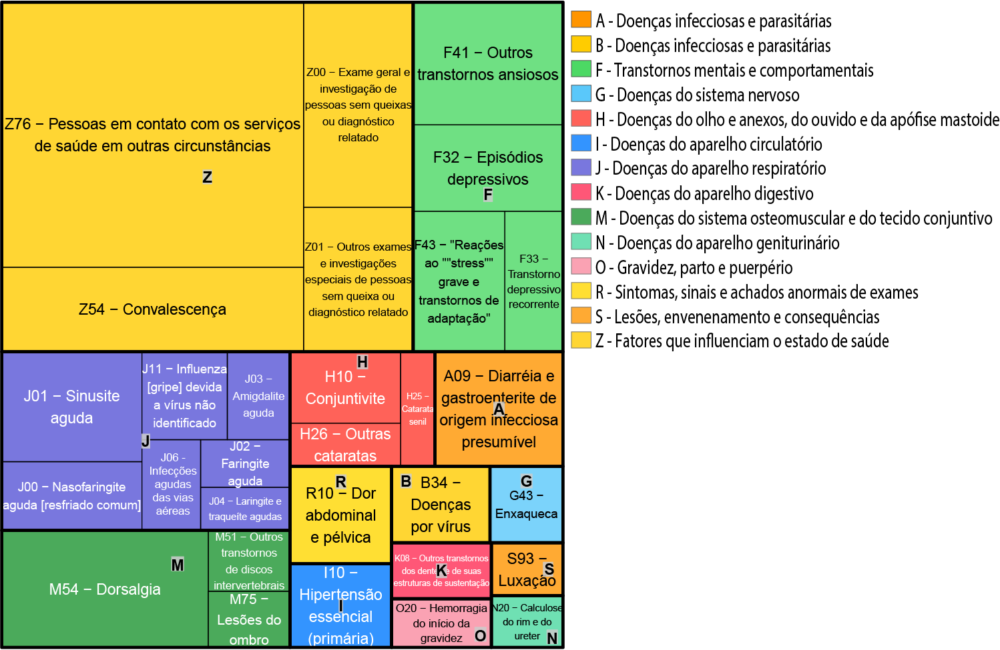 Z76 – Pessoas em contato com os serviços
de saúde em outras circunstâncias
Z
Z54 – Convalescença
Z00 – Exame geral e
investigação de
pessoas sem queixas
ou diagnóstico
relatado
Z01 – Outros exames
e investigações
especiais de pessoas
sem queixa ou
diagnóstico relatado
F41 – Outros
transtornos ansiosos
F32 – Episódios
depressivos
F
F43 – "Reações
ao ""stress""
grave e
transtornos de
adaptação"
F33 –
Transtorno
depressivo
recorrente
J01 – Sinusite
aguda
J11 – Influenza
[gripe] devida
a vírus não
identificado
J03 –
Amigdalite
aguda
J
J00 – Nasofaringite
aguda [resfriado comum]
J06 -
Infecções
agudas
das vias
aéreas
J02 –
Faringite
aguda
J04 – Laringite e
traqueíte agudas
H
H10 –
Conjuntivite
H26 – Outras
cataratas
H25 –
Catarata
senil
A09 – Diarréia e
gastroenterite de
A
origem infecciosa
presumível
M
M54 – Dorsalgia
M51 – Outros
transtornos
de discos
intervertebrais
M75 –
Lesões do
ombro
R
R10 – Dor
abdominal
e pélvica
I10 –
Hipertensão
I
essencial
(primária)
B
B34 –
Doenças
por vírus
G
G43 –
Enxaqueca
K08 – Outros transtornos
dos dentes e de suas
K
estruturas de sustentação
S93 –
S
Luxação
O20 – Hemorragia
do início da
gravidez
O
N20 – Calculose
do rim e do
ureter
N
A - Doenças infecciosas e parasitárias
B - Doenças infecciosas e parasitárias
F - Transtornos mentais e comportamentais
G - Doenças do sistema nervoso
H - Doenças do olho e anexos, do ouvido e da apófise mastoide
I - Doenças do aparelho circulatório
J - Doenças do aparelho respiratório
K - Doenças do aparelho digestivo
M - Doenças do sistema osteomuscular e do tecido conjuntivo
N - Doenças do aparelho geniturinário
O - Gravidez, parto e puerpério
R - Sintomas, sinais e achados anormais de exames
S - Lesões, envenenamento e consequências
Z - Fatores que influenciam o estado de saúde